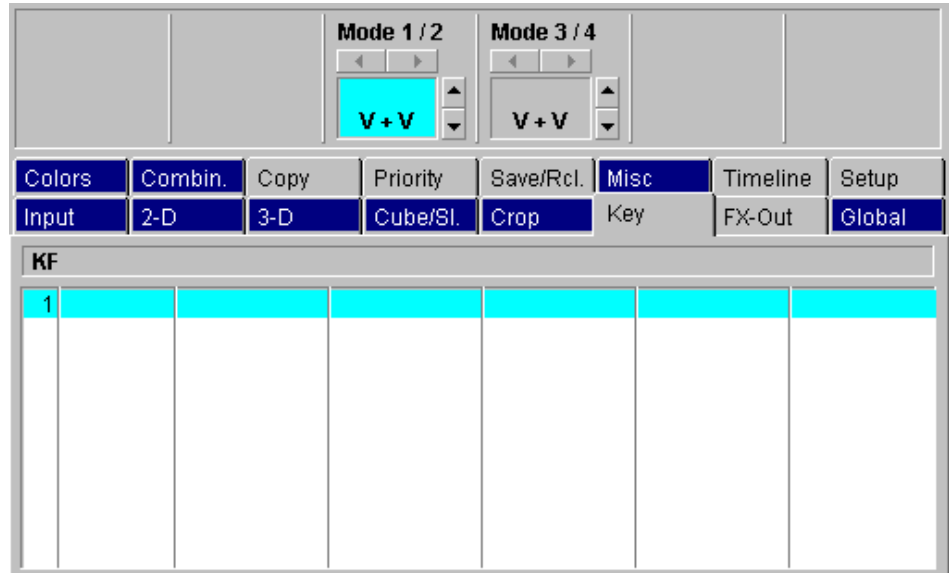 Mode 1 / 2 Mode 3 / 4
V + V V + V
Colors Combin. Copy Priority Save/Rcl. Misc Timeline Setup
Input 2-D 3-D Cube/Sl. Crop Key FX-Out Global
KF
1